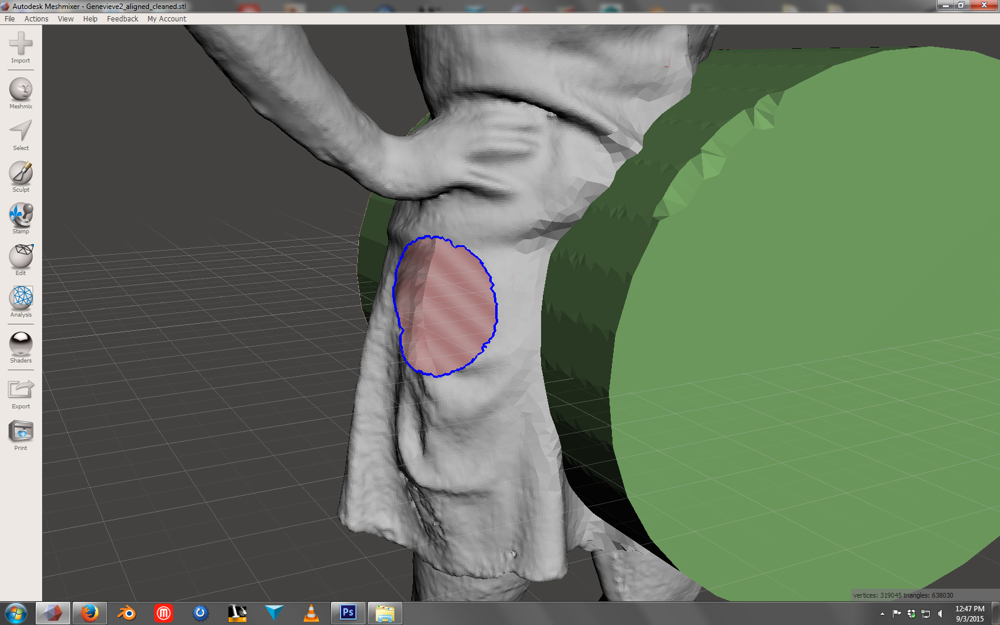 Autodesk Meshmixer - Genevieve2_aligned_cleaned.stl
File Actions View Help Feedback My Account
Import
Meshmix
Select
Sculpt
Stamp
Edit
Analysis
Shaders
Export
Print
vertices: 319045 triangles: 638030
Ps
12:47 PM
9/3/2015